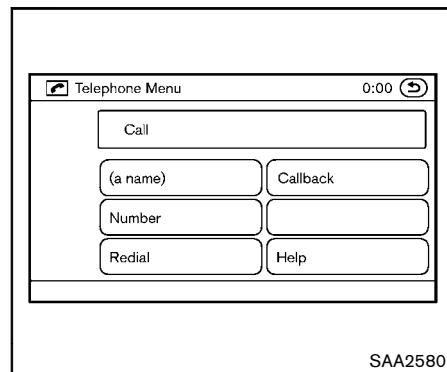 Telephone Menu 0:00
Call
(a name) Callback
Number
Redial Help
SAA2580